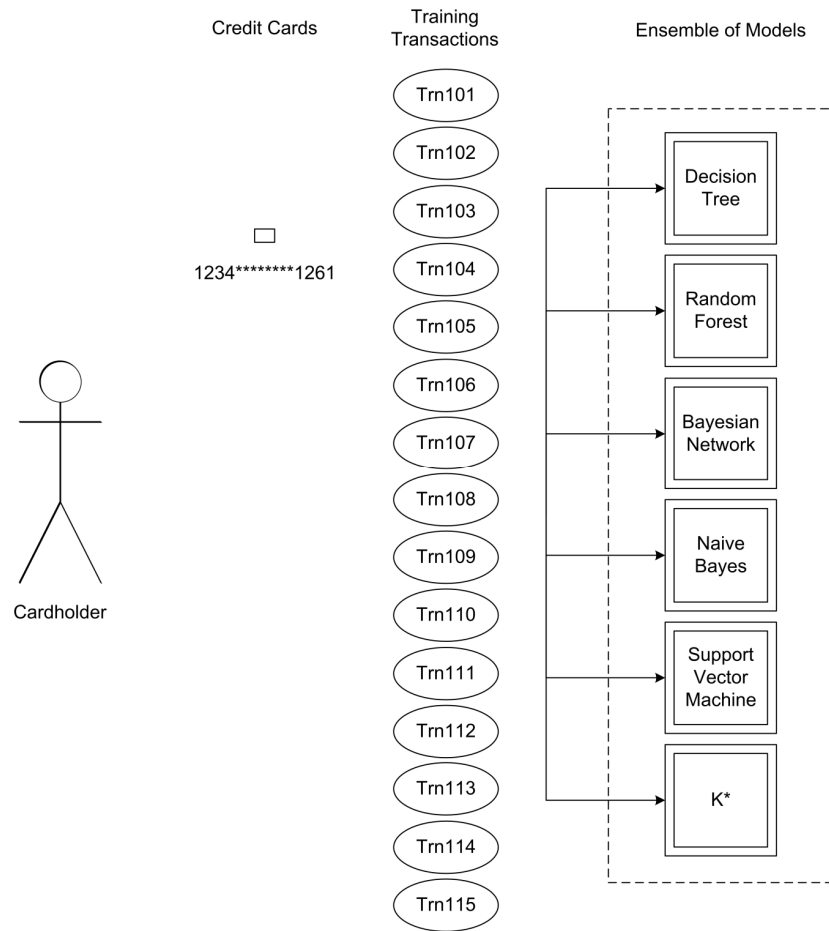 Credit Cards
Training
Transactions
Ensemble of Models
Trn101
Trn102
Trn103
Trn104
Trn105
Trn106
Trn107
Trn108
Trn109
Trn110
Trn111
Trn112
Trn113
Trn114
Trn115
1234********1261
Cardholder
Decision
Tree
Random
Forest
Bayesian
Network
Naive
Bayes
Support
Vector
Machine
K*